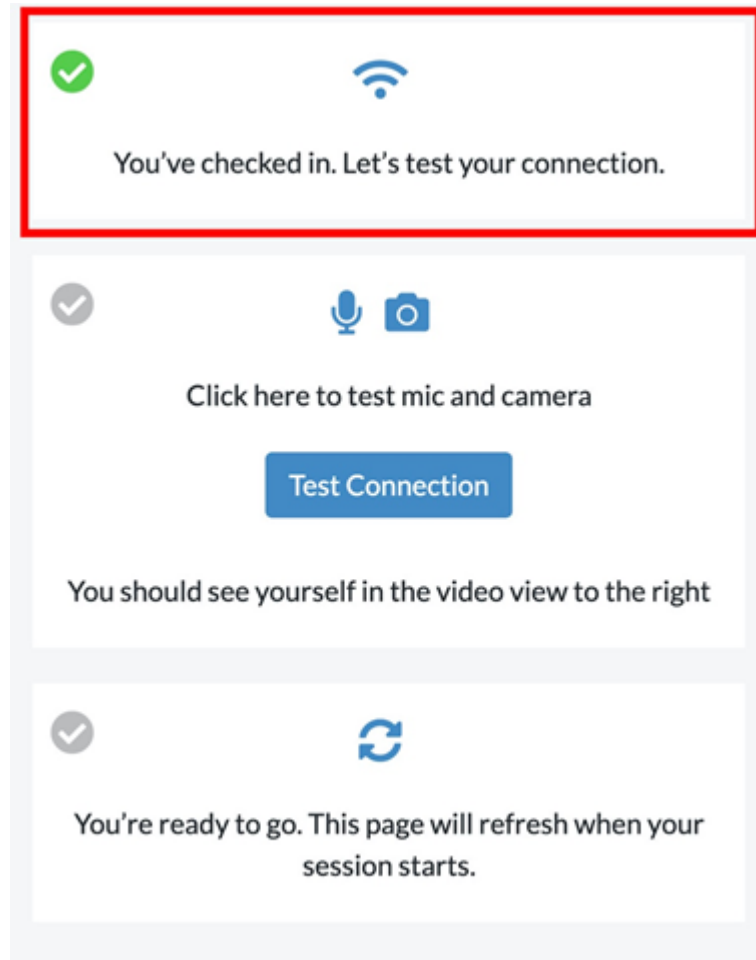 You’ve checked in. Let’s test your connection.
Click here to test mic and camera
Test Connection
You should see yourself in the video view to the right
You’re ready to go. This page will refresh when your
session starts.